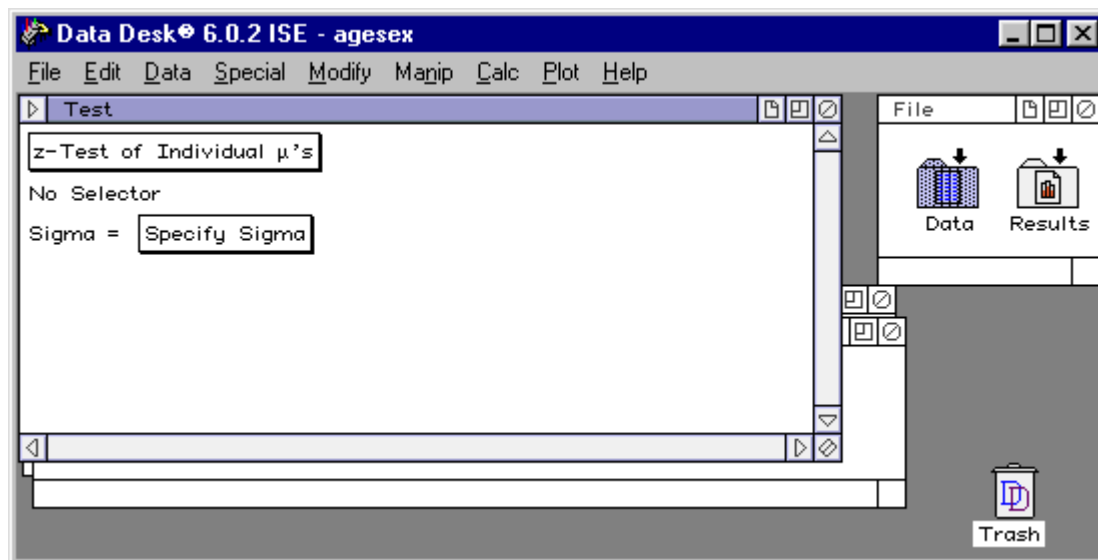 Data Desk® 6.0.2 ISE - agesex
File Edit Data Special Modify Manip Calc Plot Help
Test
File
z-Test of Individual μ's
No Selector
Sigma = Specify Sigma
Data Results
DD
Trash